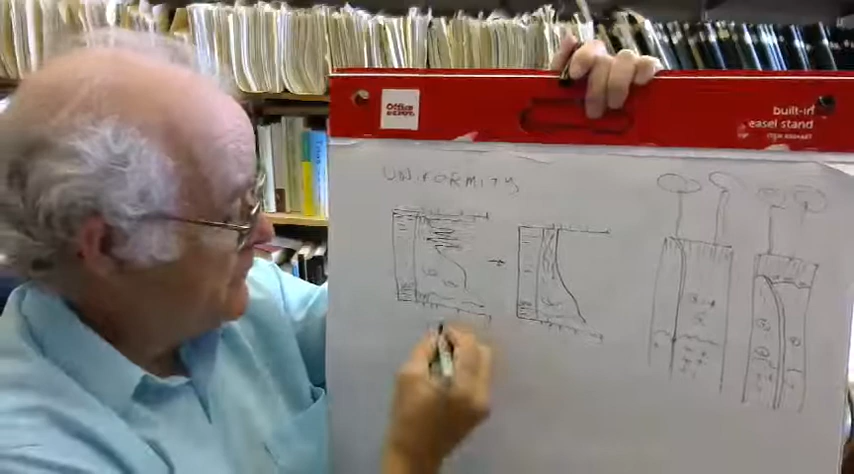 Office
DEPOT
built-in
easel stand
UNIFORMITY